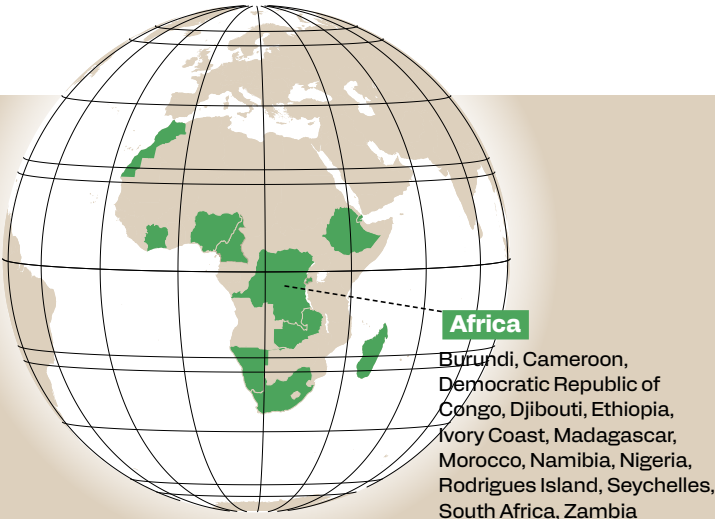 Africa
Burundi, Cameroon,
Democratic Republic of
Congo, Djibouti, Ethiopia,
Ivory Coast, Madagascar,
Morocco, Namibia, Nigeria,
Rodrigues Island, Seychelles,
South Africa, Zambia